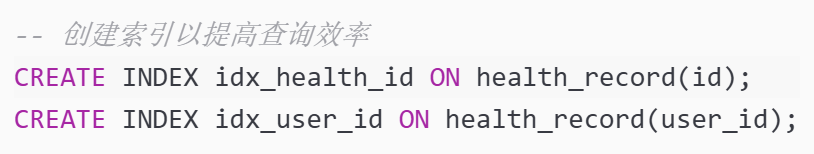 -- 创建索引以提高查询效率
CREATE INDEX idx_health_id ON health_record(id);
CREATE INDEX idx_user_id ON health_record(user_id);